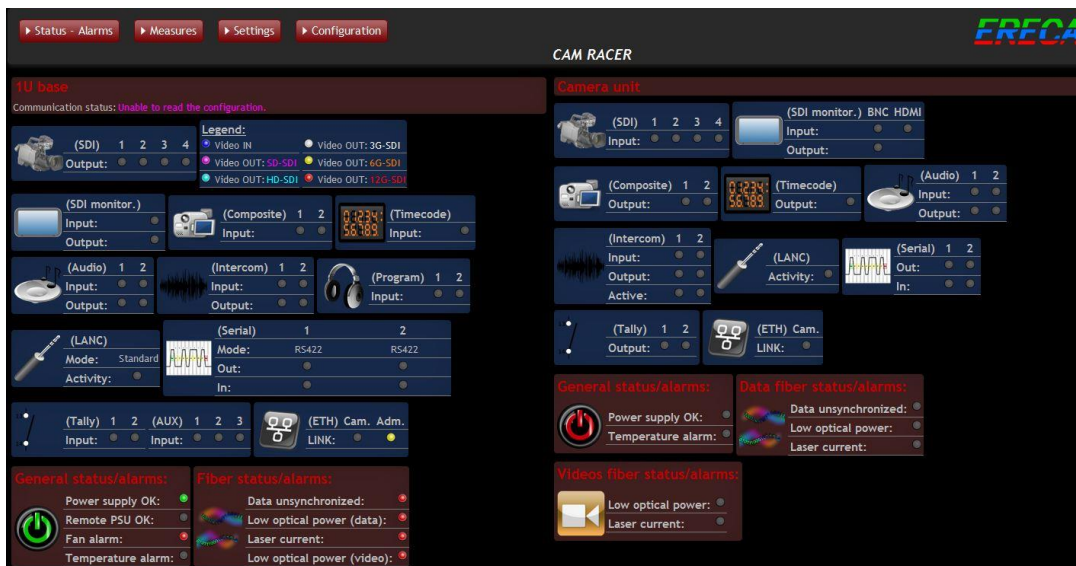 Status - Alarms
Measures
Settings
Configuration
ERECA
CAM RACER
1U base
Communication status: Unable to read the configuration.
(SDI) 1 2 3 4
Output:
Legend:
Video IN
Video OUT: 3G-SDI
Video OUT: SD-SDI
Video OUT: 6G-SDI
Video OUT: HD-SDI
Video OUT: 12G-SDI
(SDI monitor.)
Input:
Output:
(Composite) 1 2
Input:
(Timecode)
Input:
(Audio) 1 2
Input:
Output:
(Intercom) 1 2
Input:
Output:
(Program) 1 2
Input:
(LANC)
Mode: Standard
Activity:
(Serial) 1 2
Mode: RS422 RS422
Out:
In:
(Tally) 1 2 (AUX) 1 2 3
Input: Input:
(ETH) Cam. Adm.
LINK:
General status/alarms:
Power supply OK:
Remote PSU OK:
Fan alarm:
Temperature alarm:
Fiber status/alarms:
Data unsynchronized:
Low optical power (data):
Laser current:
Low optical power (video):
Camera unit
(SDI) 1 2 3 4
Input:
(SDI monitor.) BNC HDMI
Input:
Output:
(Composite) 1 2
Output:
(Timecode)
Output:
(Audio) 1 2
Input:
Output:
(Intercom) 1 2
Input:
Output:
Active:
(LANC)
Activity:
(Serial) 1 2
Out:
In:
(Tally) 1 2
Output:
(ETH) Cam.
LINK:
General status/alarms:
Power supply OK:
Temperature alarm:
Data fiber status/alarms:
Data unsynchronized:
Low optical power:
Laser current:
Videos fiber status/alarms:
Low optical power:
Laser current: